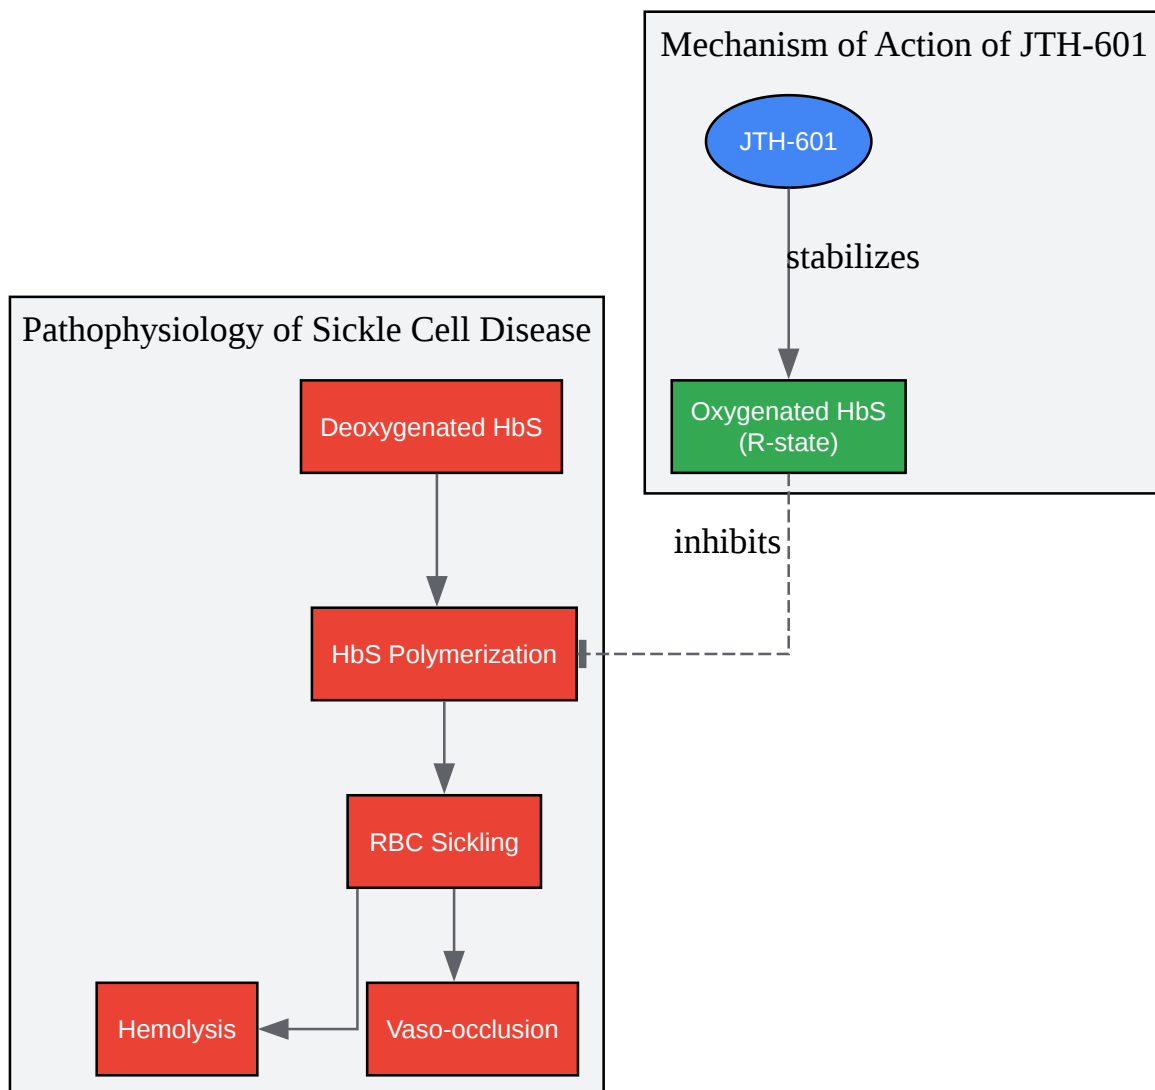 Mechanism of Action of JTH-601
JTH-601
stabilizes
Pathophysiology of Sickle Cell Disease
Deoxygenated HbS
Oxygenated HbS
(R-state)
inhibits
HbS Polymerization
RBC Sickling
Hemolysis
Vaso-occlusion